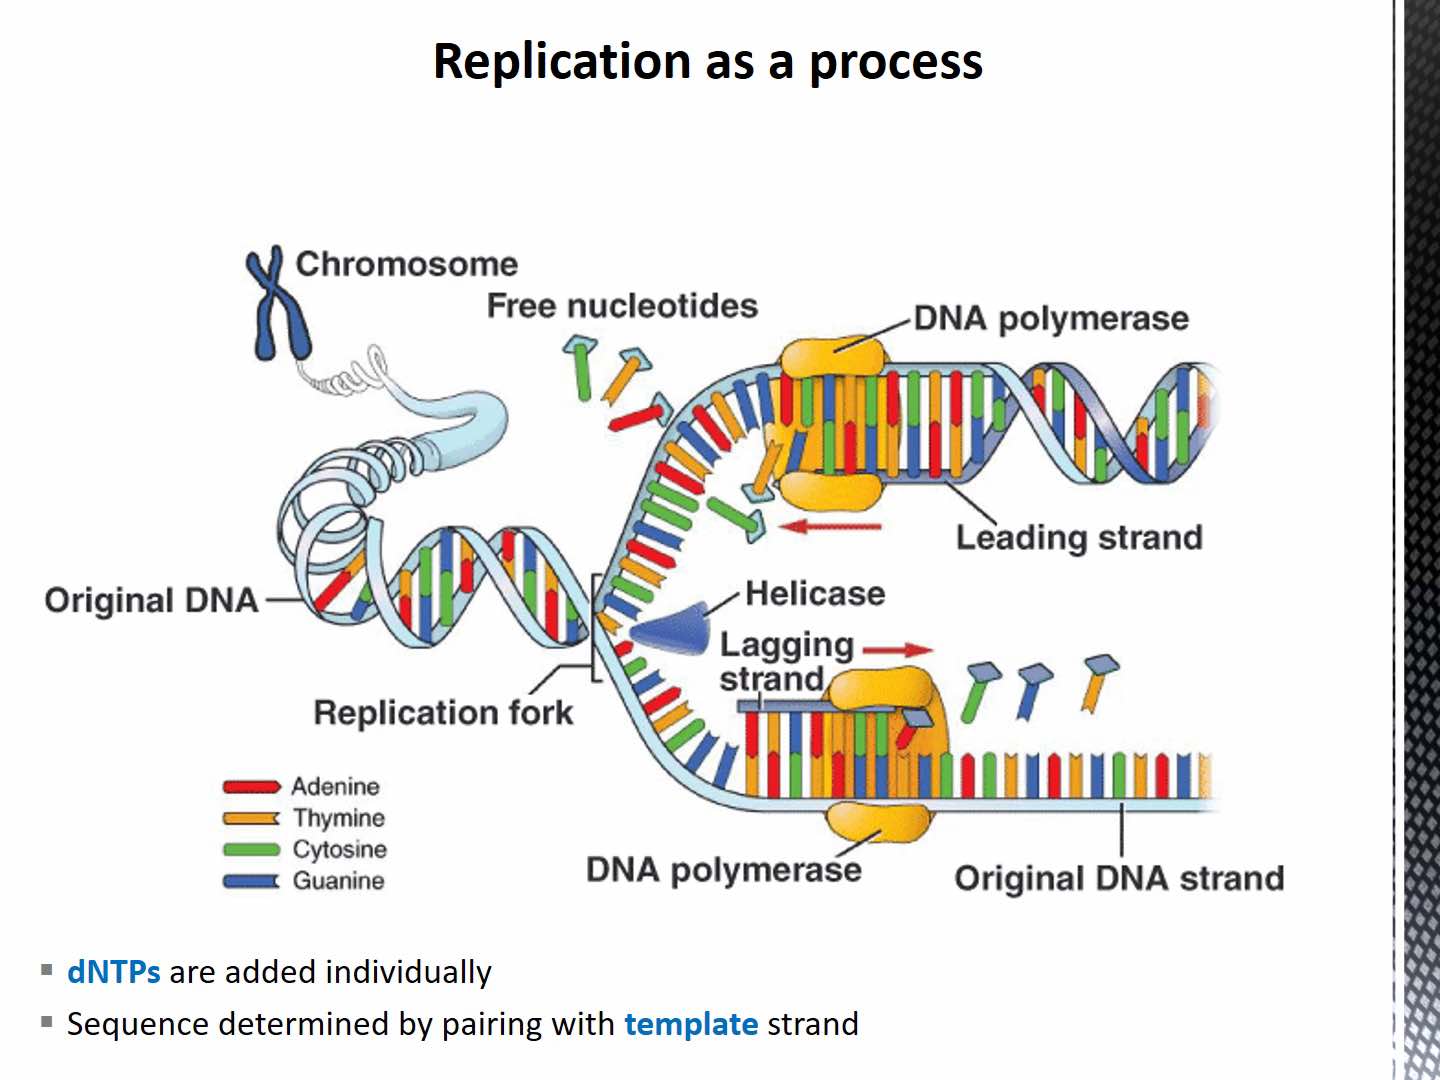 Replication as a process
Chromosome
Free nucleotides
DNA polymerase
Leading strand
Original DNA
Helicase
Lagging
strand
Replication fork
Adenine
Thymine
Cytosine
Guanine
DNA polymerase
Original DNA strand
▪ dNTPs are added individually
▪ Sequence determined by pairing with template strand